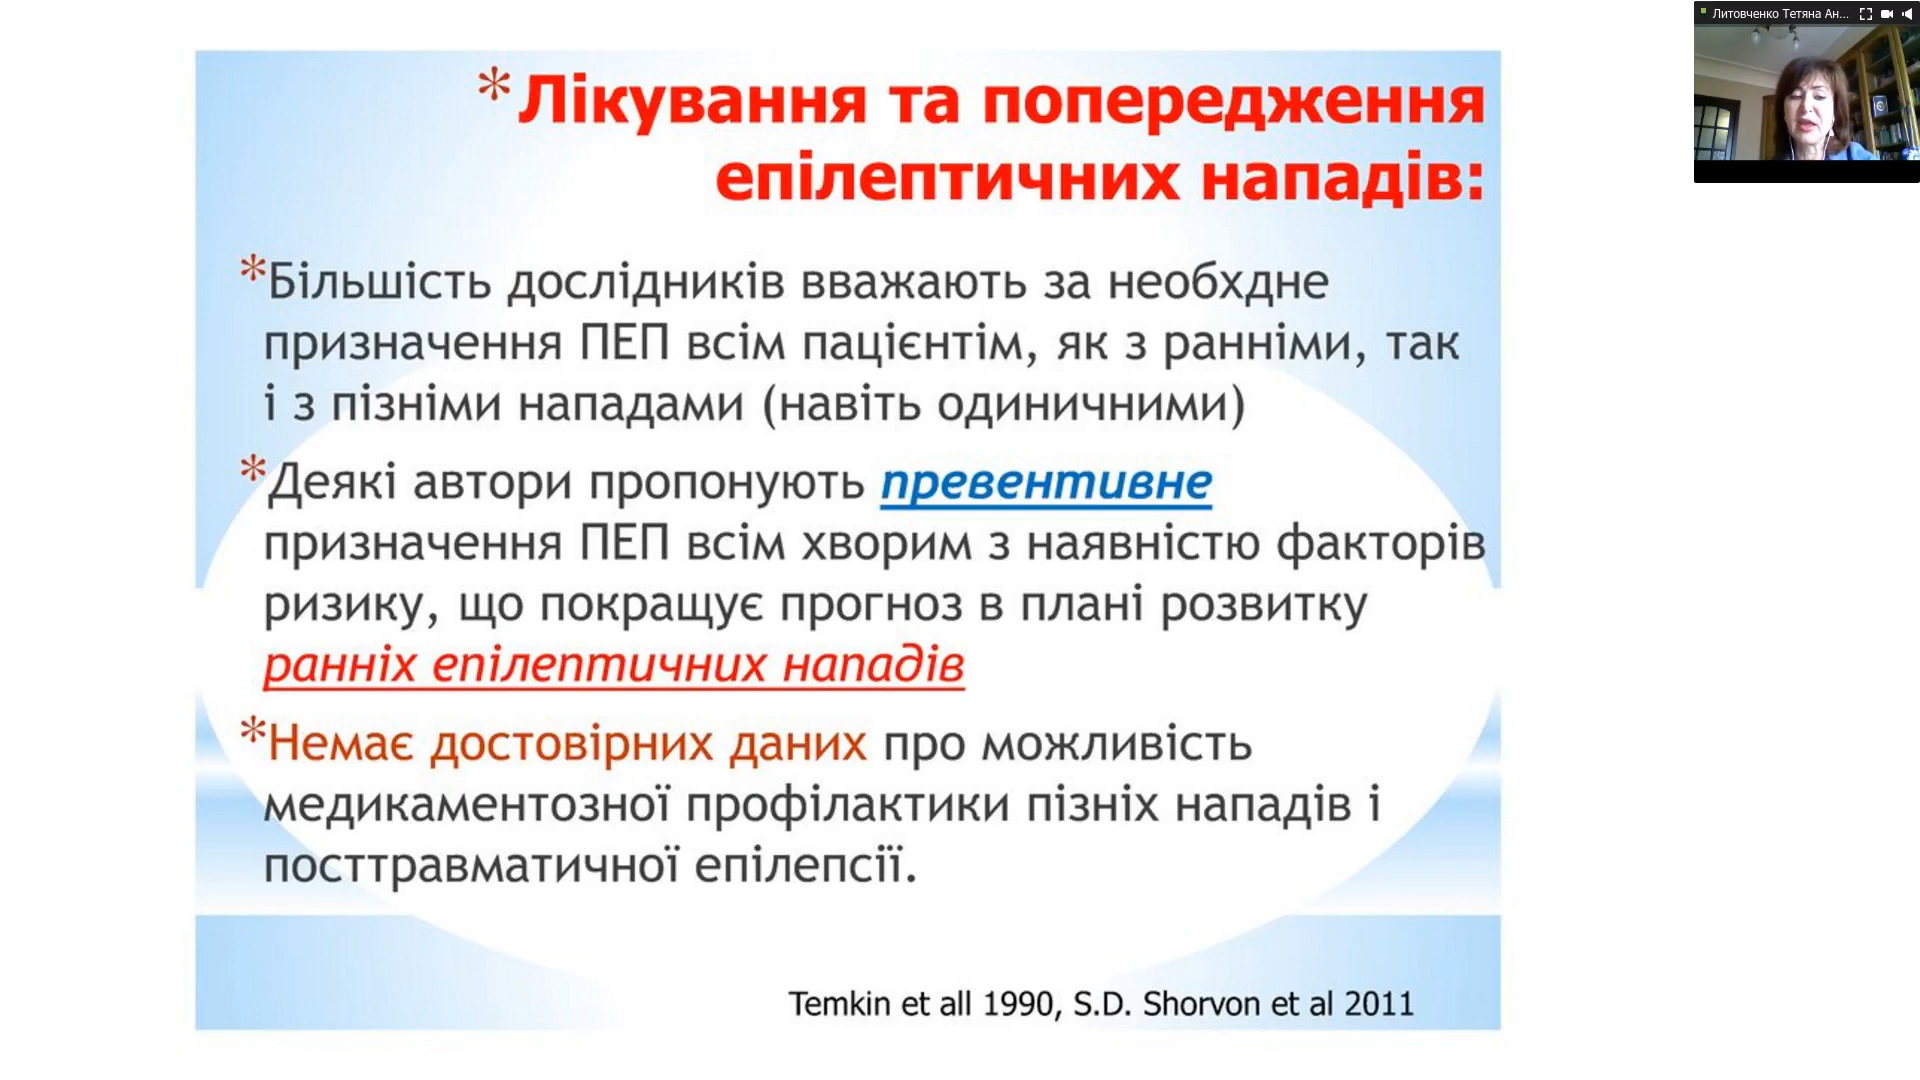 Литовченко Тетяна Ан...
*Лікування та попередження
епілептичних нападів:
*Більшість дослідників вважають за необхдне
призначення ПЕП всім пацієнтім, як з ранніми, так
і з пізніми нападами (навіть одиничними)
*Деякі автори пропонують превентивне
призначення ПЕП всім хворим з наявністю факторів
ризику, що покращує прогноз в плані розвитку
ранніх епілептичних нападів
*Немає достовірних даних про можливість
медикаментозної профілактики пізніх нападів і
посттравматичної епілепсії.
Temkin et all 1990, S.D. Shorvon et al 2011